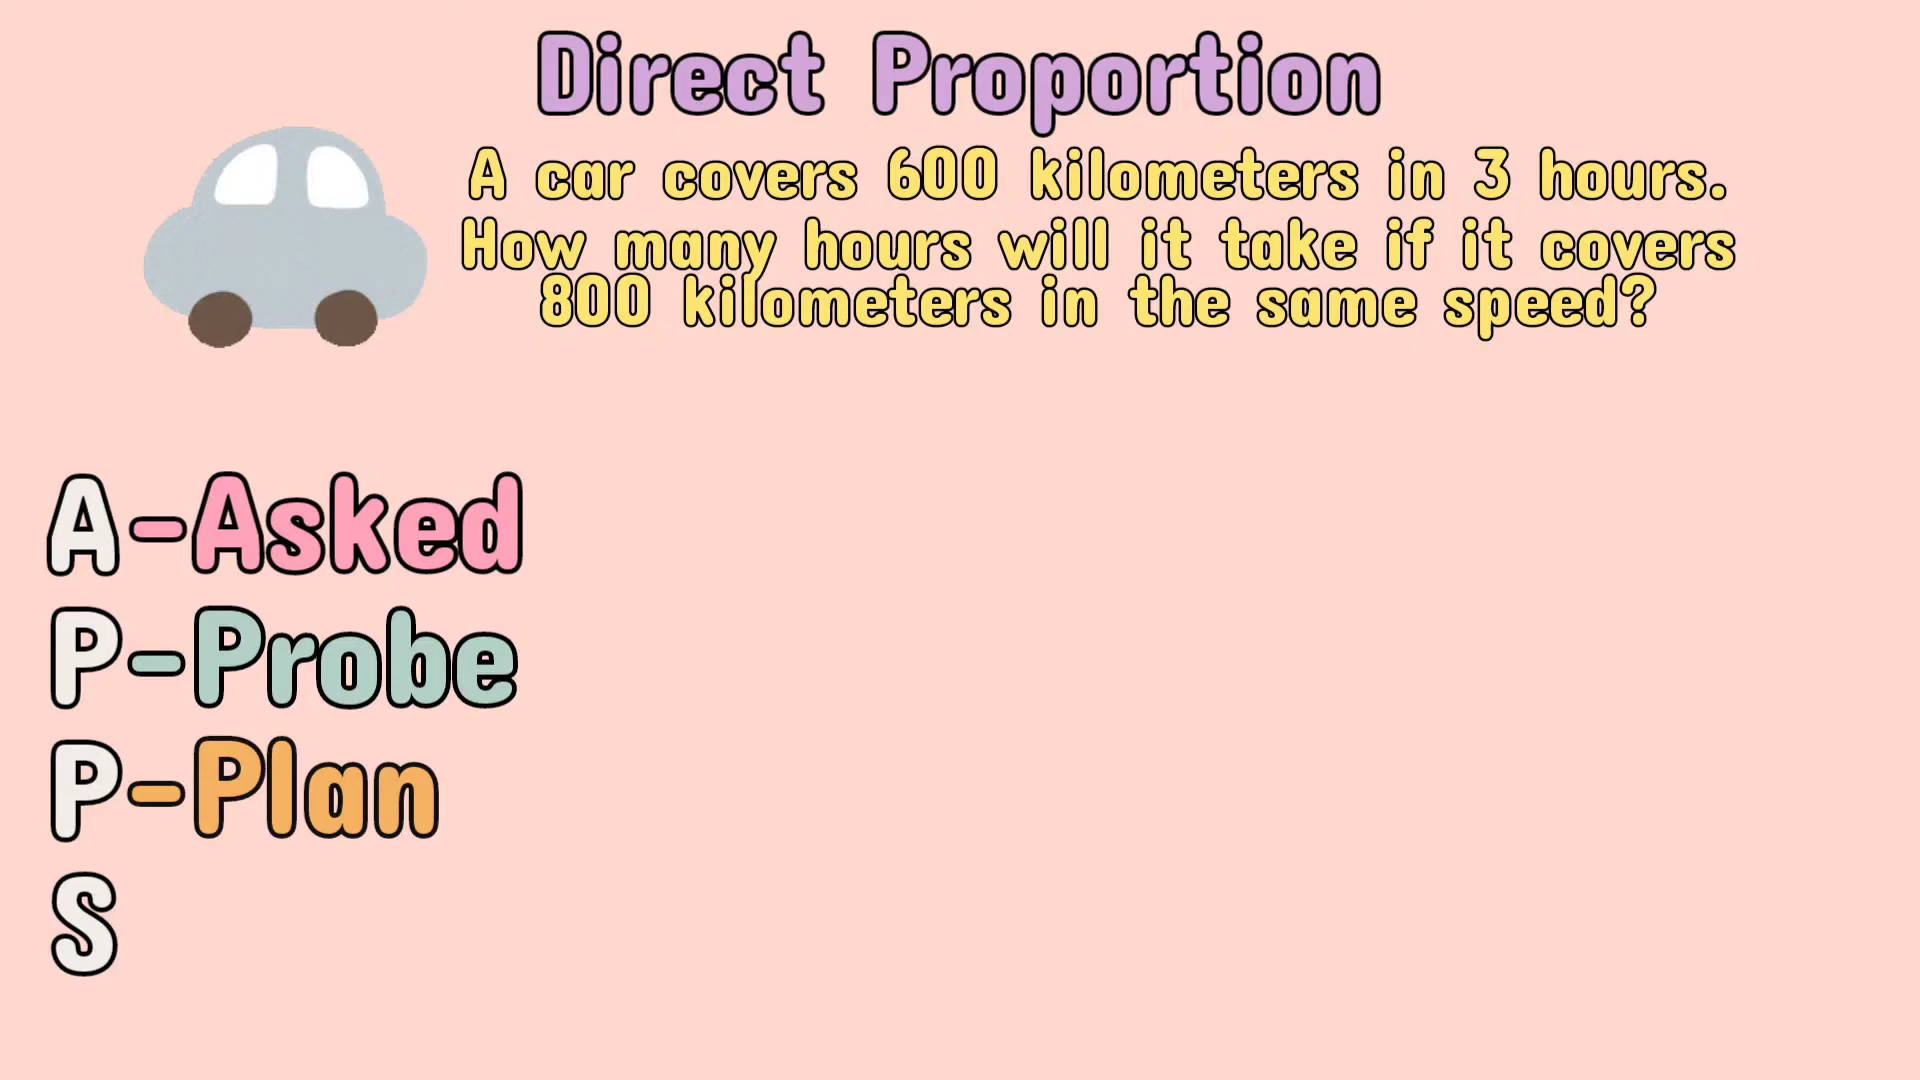 Direct Proportion
A car covers 600 kilometers in 3 hours.
How many hours will it take if it covers
800 kilometers in the same speed?
A-Asked
P-Probe
P-Plan
S